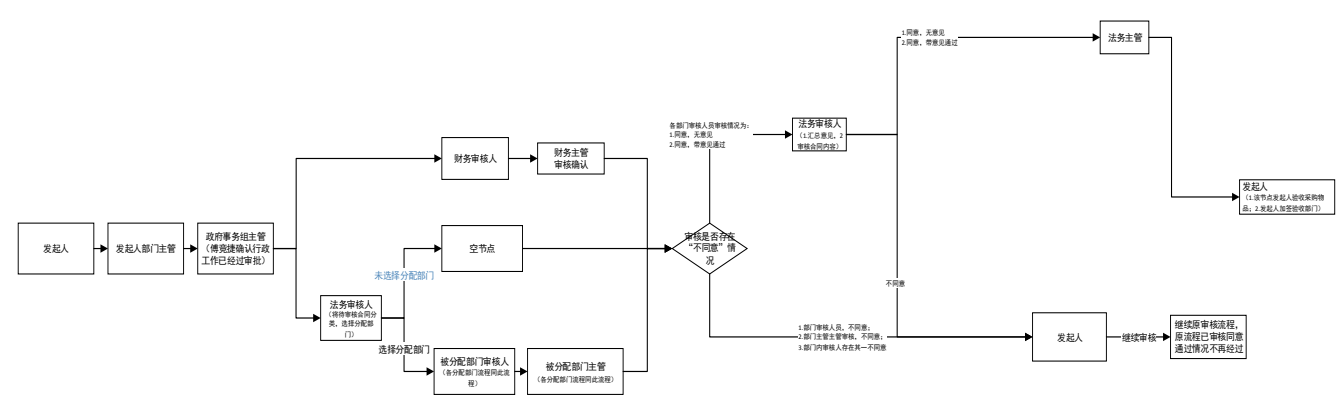 1.同意，无意见
2.同意，带意见通过
法务主管
各部门审核人员审核情况为:
1.同意，无意见
2.同意，带意见通过
法务审核人
（1.汇总意见，2
审核合同内容）
财务审核人
财务主管
审核确认
发起人
（1.该节点发起人验收采购物
品；2.发起人加签验收部门）
发起人
发起人部门主管
政府事务组主管
（傅竞捷确认行政
工作已经过审批）
空节点
审核是否存在
“不同意”情
况
未选择分配部门
不同意
法务审核人
（将待审核合同分
类，选择分配部
门）
选择分配部门
1.部门审核人员，不同意；
2.部门主管主管审核，不同意；
3.部门内审核人存在其一不同意
发起人
继续审核
继续原审核流程，
原流程已审核同意
通过情况不再经过
被分配部门审核人
（各分配部门流程同此流
程）
被分配部门主管
（各分配部门流程同此流程）